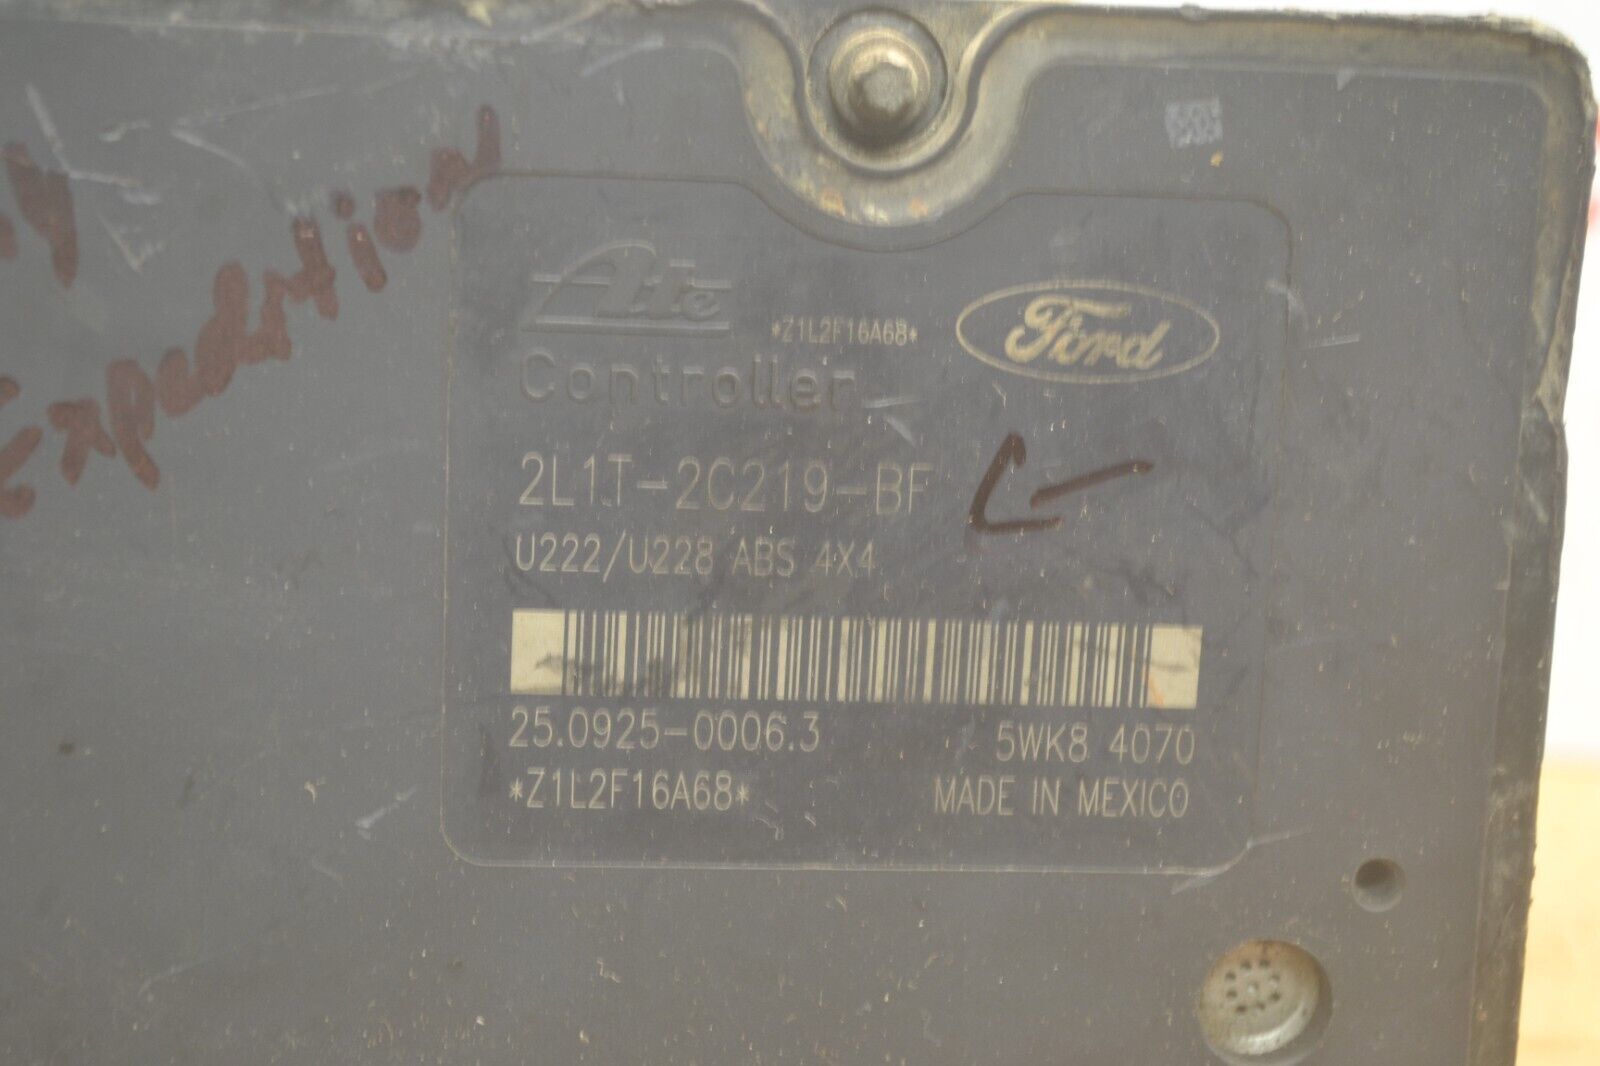 Expedition
Ate
*Z1L2F16A68*
Ford
Controller
2L1T-2C219-BF
U222/U228 ABS 4X4
25.0925-0006.3
5WK8 4070
*Z1L2F16A68*
MADE IN MEXICO